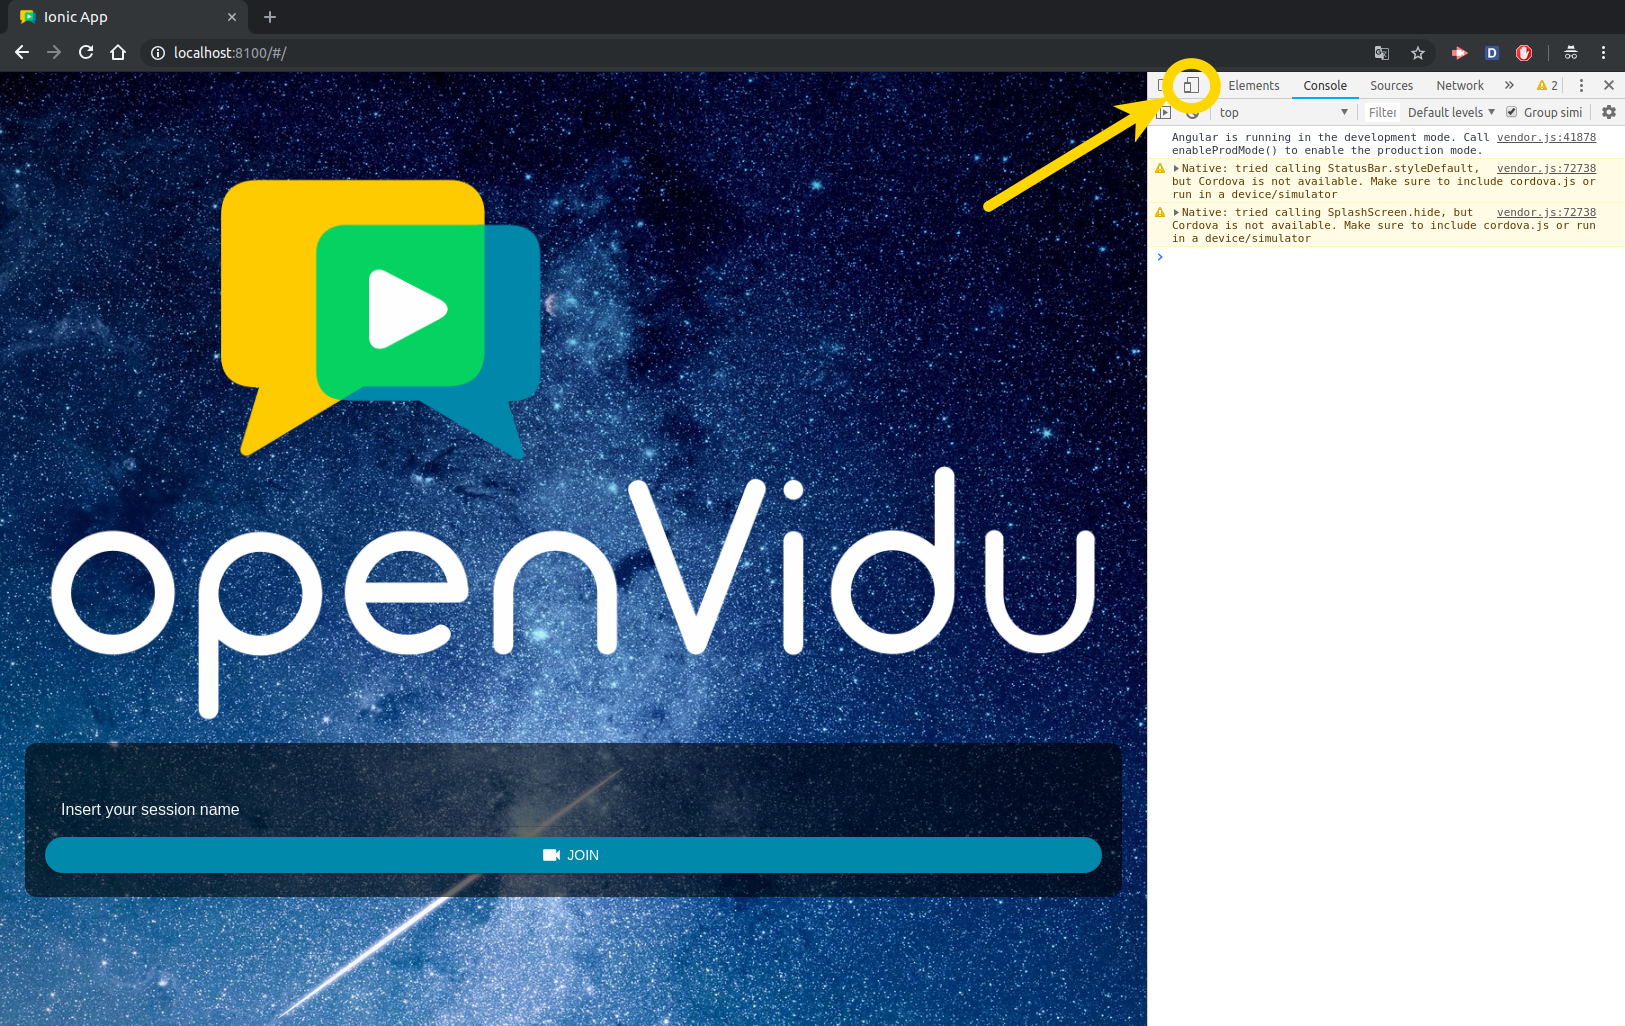 Ionic App
localhost:8100/#/
Elements
Console
Sources
Network
2
top
Filter
Default levels
Group simi
Angular is running in the development mode. Call vendor.js:41878
enableProdMode() to enable the production mode.
Native: tried calling StatusBar.styleDefault, vendor.js:72738
but Cordova is not available. Make sure to include cordova.js or
run in a device/simulator
Native: tried calling SplashScreen.hide, but vendor.js:72738
Cordova is not available. Make sure to include cordova.js or run
in a device/simulator
openVidu
Insert your session name
JOIN